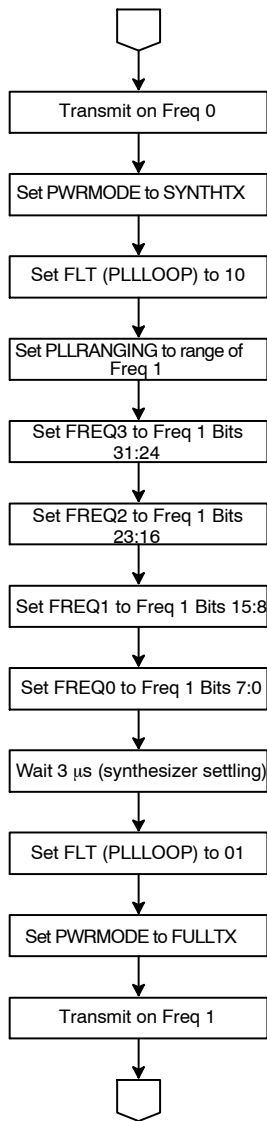 Transmit on Freq 0
Set PWRMODE to SYNTHTX
Set FLT (PLLLOOP) to 10
Set PLLRANGING to range of
Freq 1
Set FREQ3 to Freq 1 Bits
31:24
Set FREQ2 to Freq 1 Bits
23:16
Set FREQ1 to Freq 1 Bits 15:8
Set FREQ0 to Freq 1 Bits 7:0
Wait 3 μs (synthesizer settling)
Set FLT (PLLLOOP) to 01
Set PWRMODE to FULLTX
Transmit on Freq 1